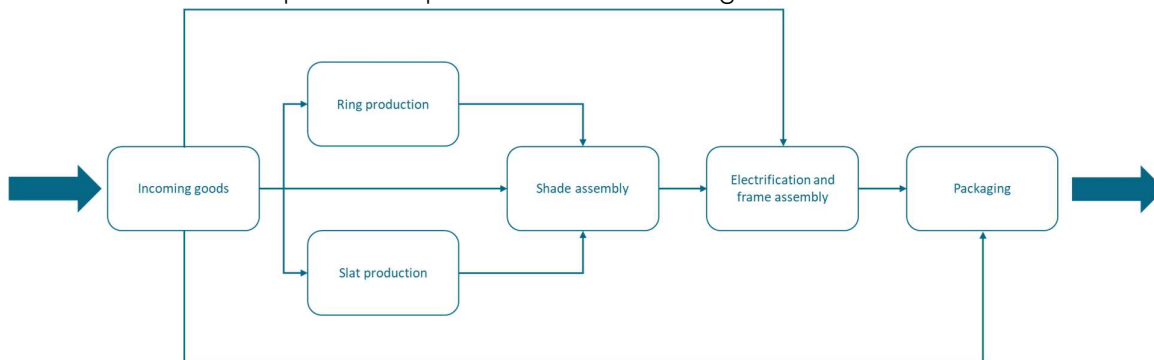 Ring production
Incoming goods
Shade assembly
Electrification and
frame assembly
Packaging
Slat production